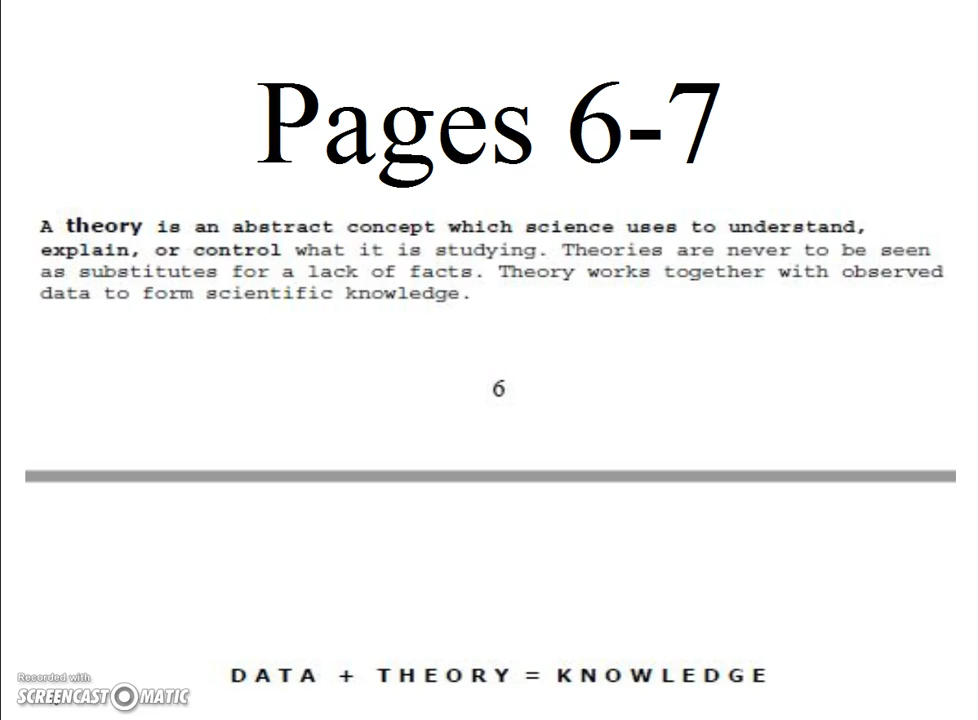 Pages 6-7
A theory is an abstract concept which science uses to understand,
explain, or control what it is studying. Theories are never to be seen
as substitutes for a lack of facts. Theory works together with observed
data to form scientific knowledge.
6
DATA + THEORY = KNOWLEDGE
Recorded with
SCREENCAST-O-MATIC